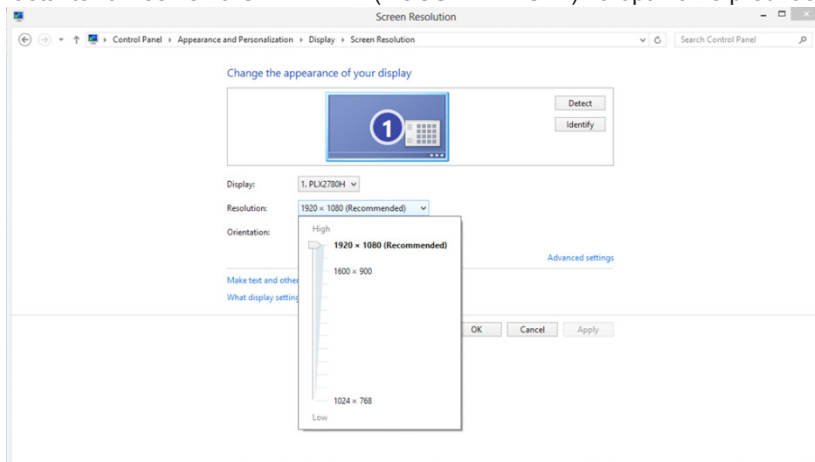 Screen Resolution
Control Panel ▸ Appearance and Personalization ▸ Display ▸ Screen Resolution
Search Control Panel
Change the appearance of your display
1
Detect
Identify
Display: 1. PLX2780H
Resolution: 1920 × 1080 (Recommended)
Orientation:
High
1920 × 1080 (Recommended)
1600 × 900
1024 × 768
Low
Advanced settings
Make text and other
What display setting
OK Cancel Apply